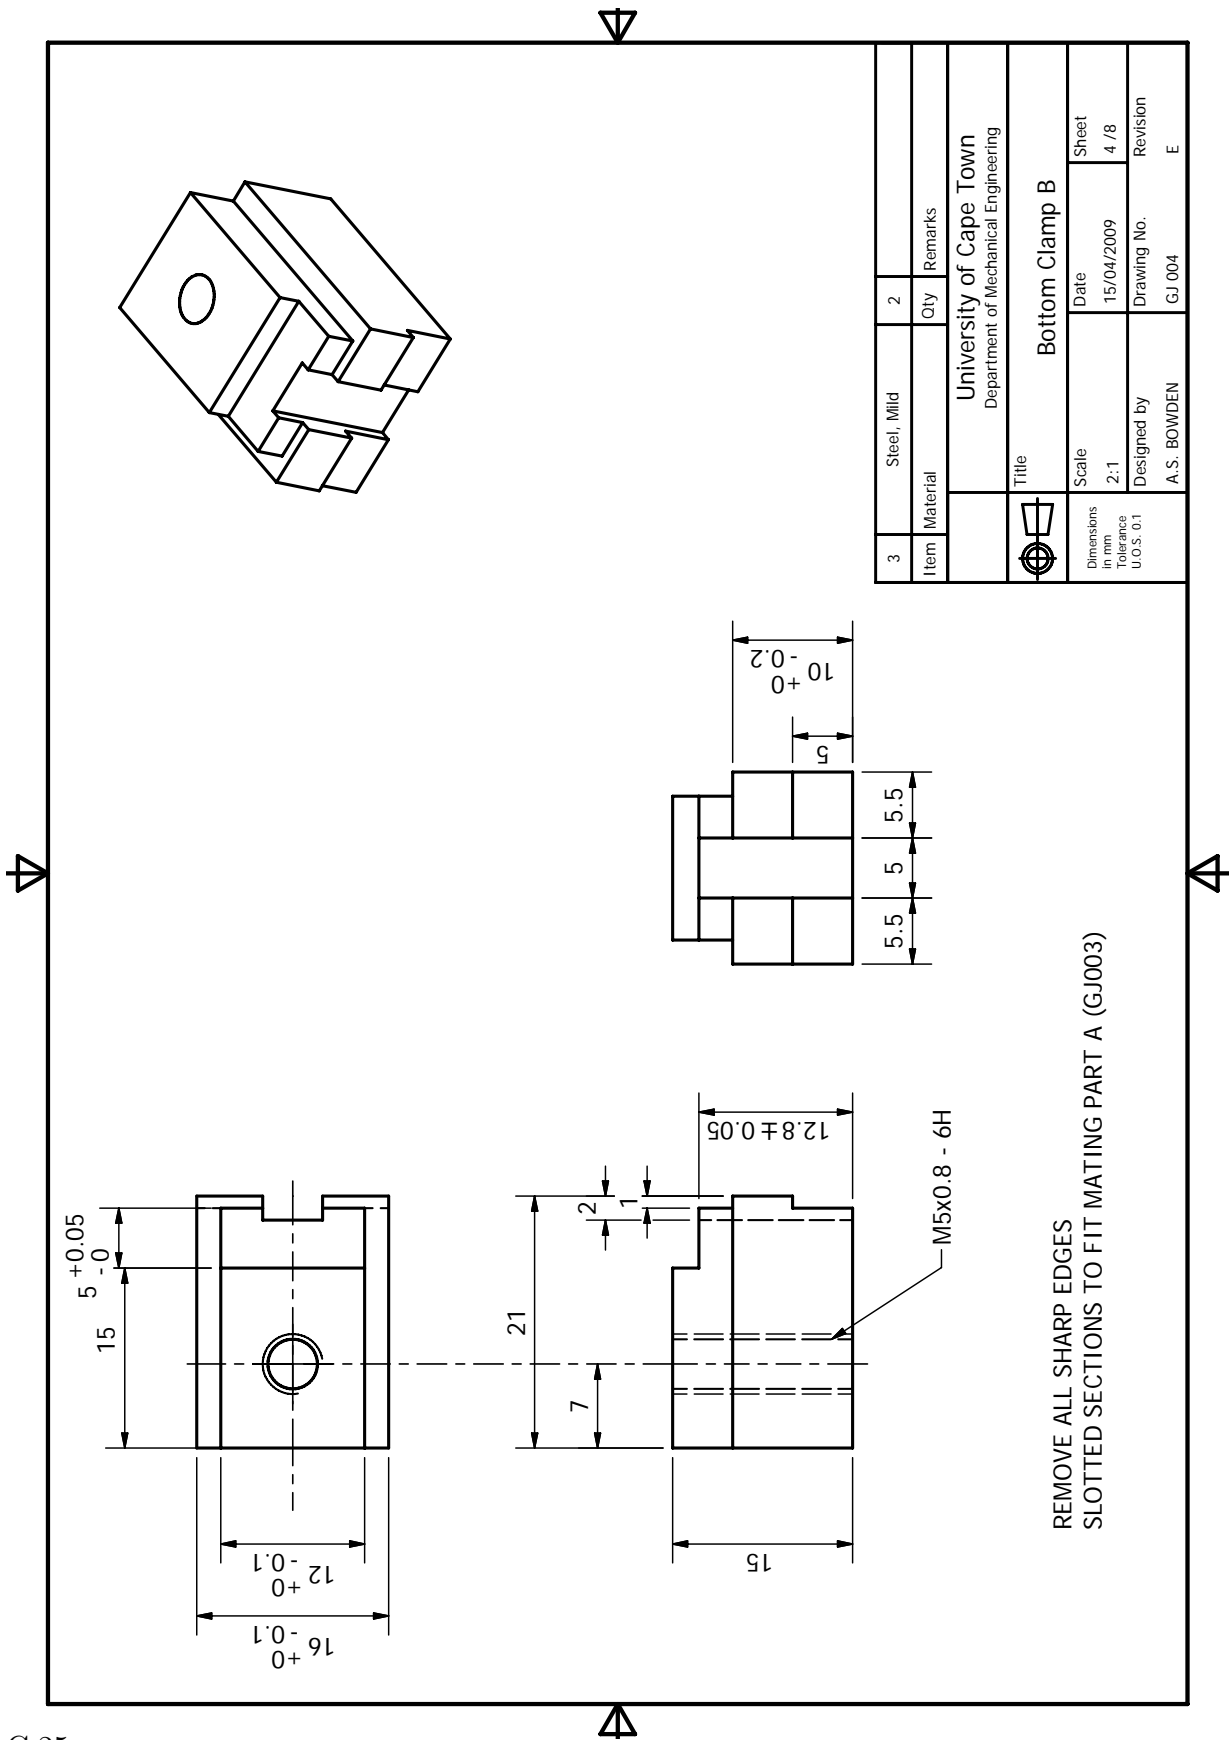 5 +0.05
- 0
15
12 +0
- 0.1
16 +0
- 0.1
21
7
2
1
12.8±0.05
15
M5x0.8 - 6H
10 +0
- 0.2
5
5.5
5
5.5
REMOVE ALL SHARP EDGES
SLOTTED SECTIONS TO FIT MATING PART A (GJ003)
3 Steel, Mild 2
Item Material Qty Remarks
University of Cape Town
Department of Mechanical Engineering
Title
Bottom Clamp B
Dimensions
in mm
Tolerance
U.O.S. 0.1
Scale Date Sheet
2:1 15/04/2009 4 /8
Designed by Drawing No. Revision
A.S. BOWDEN GJ 004 E